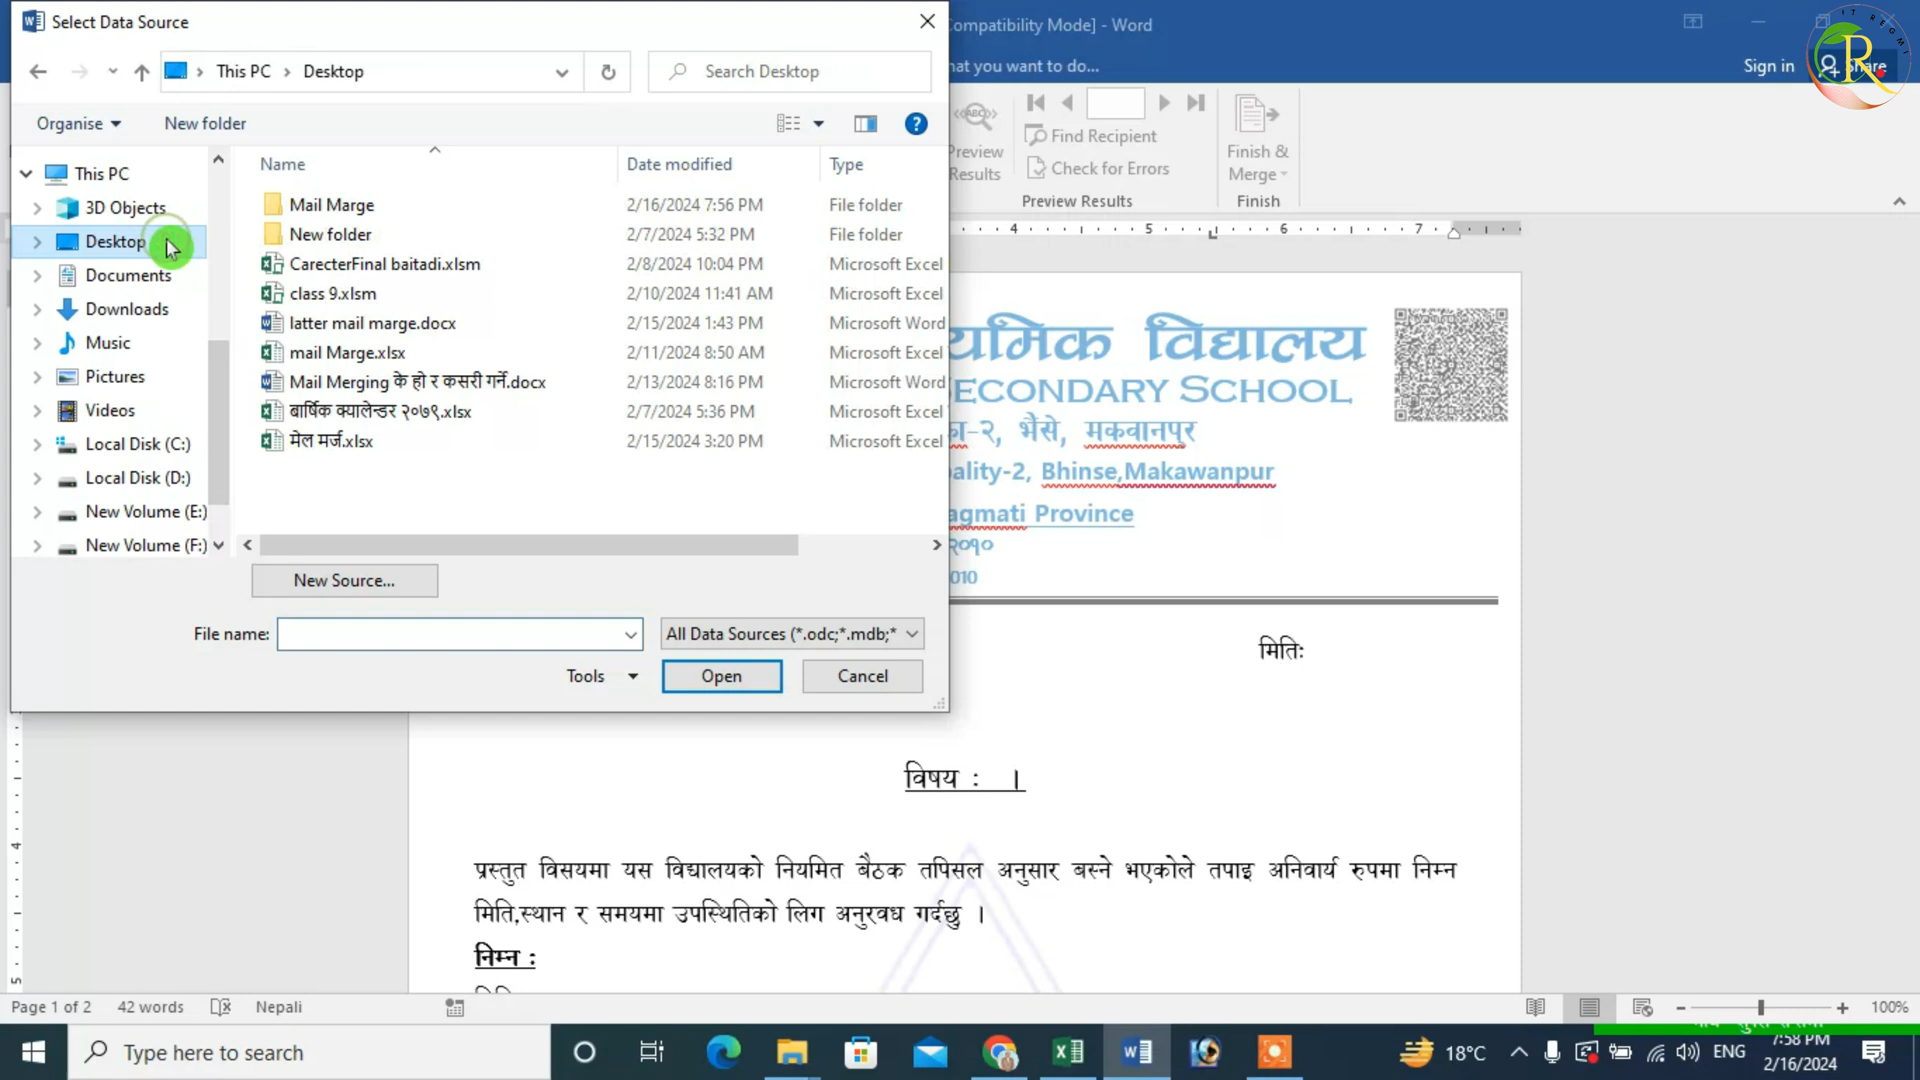 Select Data Source
ompatibility Mode] - Word
This PC
Desktop
Search Desktop
hat you want to do...
Sign in
Share
Organise
New folder
Name
Date modified
Type
This PC
3D Objects
Desktop
Documents
Downloads
Music
Pictures
Videos
Local Disk (C:)
Local Disk (D:)
New Volume (E:)
New Volume (F:)
Mail Marge 2/16/2024 7:56 PM File folder
New folder 2/7/2024 5:32 PM File folder
CarecterFinal baitadi.xlsm 2/8/2024 10:04 PM Microsoft Excel
class 9.xlsm 2/10/2024 11:41 AM Microsoft Excel
latter mail marge.docx 2/15/2024 1:43 PM Microsoft Word
mail Marge.xlsx 2/11/2024 8:50 AM Microsoft Excel
Mail Merging के हो र कसरी गर्ने.docx 2/13/2024 8:16 PM Microsoft Word
बार्षिक क्यालेन्डर २०७९.xlsx 2/7/2024 5:36 PM Microsoft Excel
मेल मर्ज.xlsx 2/15/2024 3:20 PM Microsoft Excel
New Source...
File name:
All Data Sources (*.odc;*.mdb;*
Tools
Open
Cancel
ABC
Preview
Results
Find Recipient
Check for Errors
Preview Results
Finish &
Merge
Finish
4 5 6 7
यमिक विद्यालय
ECONDARY SCHOOL
का-२, भैंसे, मकवानपुर
ality-2, Bhinse,Makawanpur
agmati Province
२०१०
010
मितिः
विषय : ।
प्रस्तुत विसयमा यस विद्यालयको नियमित बैठक तपिसल अनुसार बस्ने भएकोले तपाइ अनिवार्य रुपमा निम्न
मिति,स्थान र समयमा उपस्थितिको लिग अनुरवध गर्दछु ।
निम्न :
Page 1 of 2
42 words
Nepali
100%
Type here to search
18°C
ENG
7:58 PM
2/16/2024
IT REGMI
R